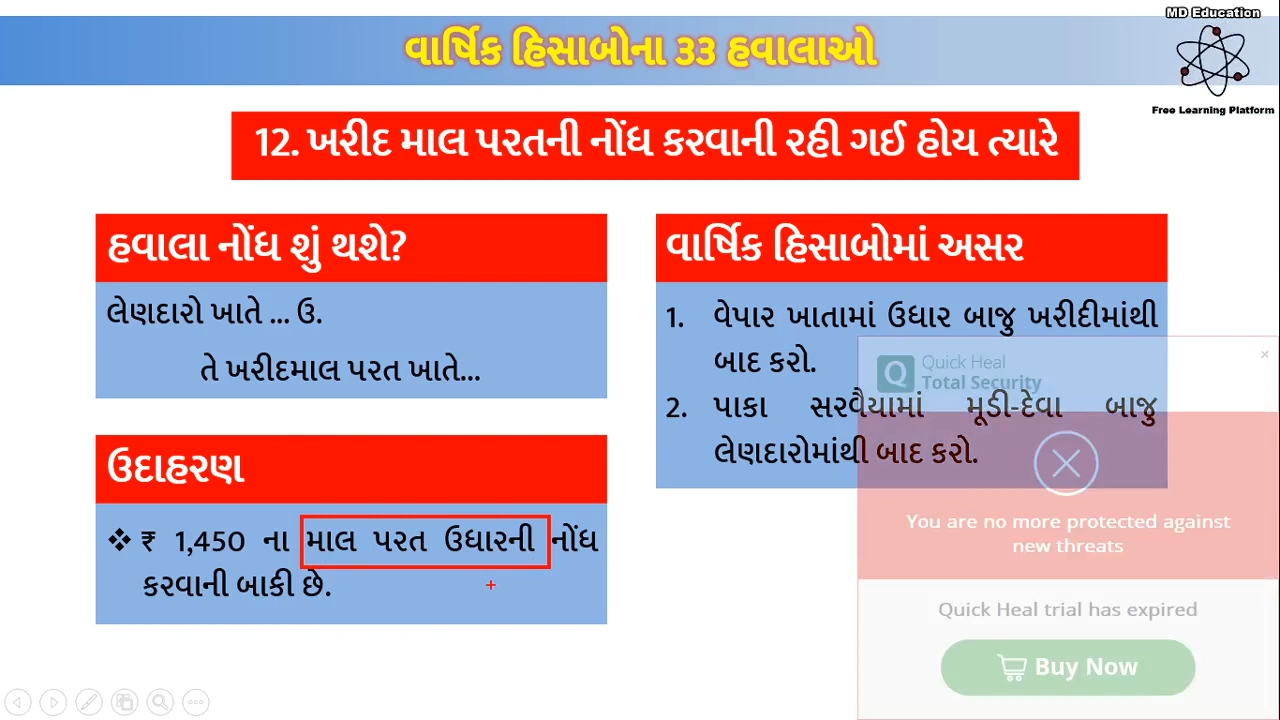 MD Education
વાર્ષિક હિસાબોના ૩૩ હવાલાઓ
Free Learning Platform
12. ખરીદ માલ પરતની નોંધ કરવાની રહી ગઈ હોય ત્યારે
હવાલા નોંધ શું થશે?
લેણદારો ખાતે ... ઉ.
તે ખરીદમાલ પરત ખાતે...
ઉદાહરણ
❖ ₹ 1,450 ના માલ પરત ઉધારની નોંધ
કરવાની બાકી છે.
વાર્ષિક હિસાબોમાં અસર
1. વેપાર ખાતામાં ઉધાર બાજુ ખરીદીમાંથી
બાદ કરો.
2. પાકા સરવૈયામાં મૂડી-દેવા બાજુ
લેણદારોમાંથી બાદ કરો.
Quick Heal
Total Security
You are no more protected against
new threats
Quick Heal trial has expired
Buy Now